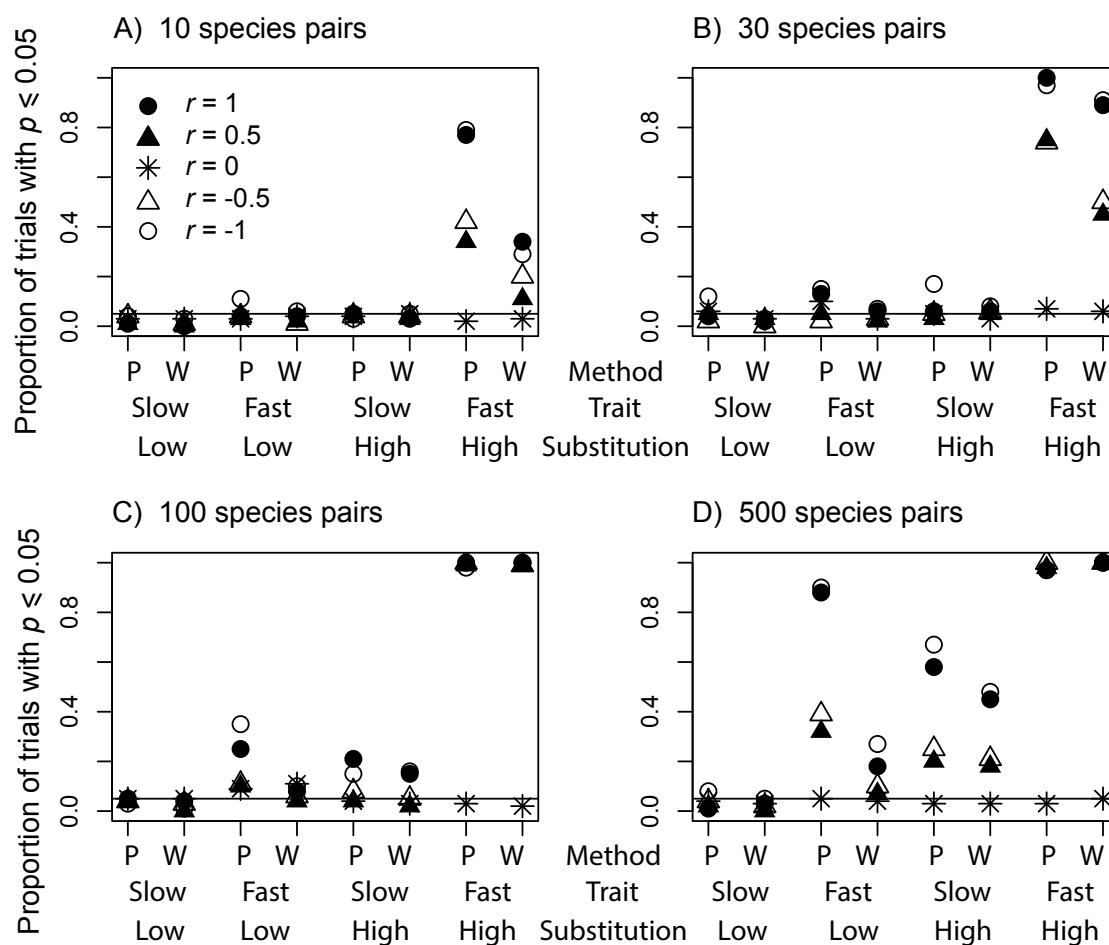 A) 10 species pairs
B) 30 species pairs
Proportion of trials with p ⩽ 0.05
0.8
0.4
0.0
r = 1
r = 0.5
r = 0
r = -0.5
r = -1
0.8
0.4
0.0
P W P W P W P W Method P W P W P W P W
Slow Fast Slow Fast Trait Slow Fast Slow Fast
Low Low High High Substitution Low Low High High
C) 100 species pairs
D) 500 species pairs
Proportion of trials with p ⩽ 0.05
0.8
0.4
0.0
0.8
0.4
0.0
P W P W P W P W Method P W P W P W P W
Slow Fast Slow Fast Trait Slow Fast Slow Fast
Low Low High High Substitution Low Low High High